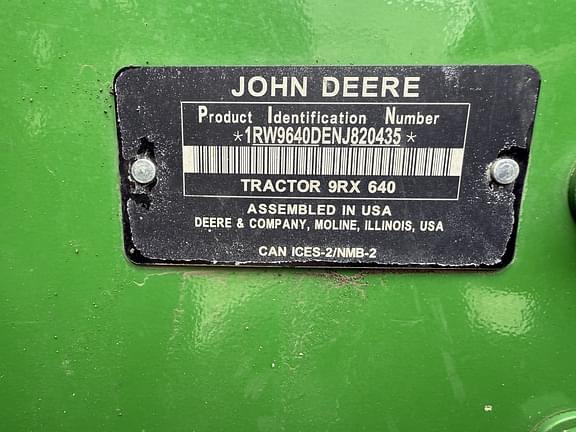 JOHN DEERE
Product Identification Number
*1RW9640DENJ820435*
TRACTOR 9RX 640
ASSEMBLED IN USA
DEERE & COMPANY, MOLINE, ILLINOIS, USA
CAN ICES-2/NMB-2